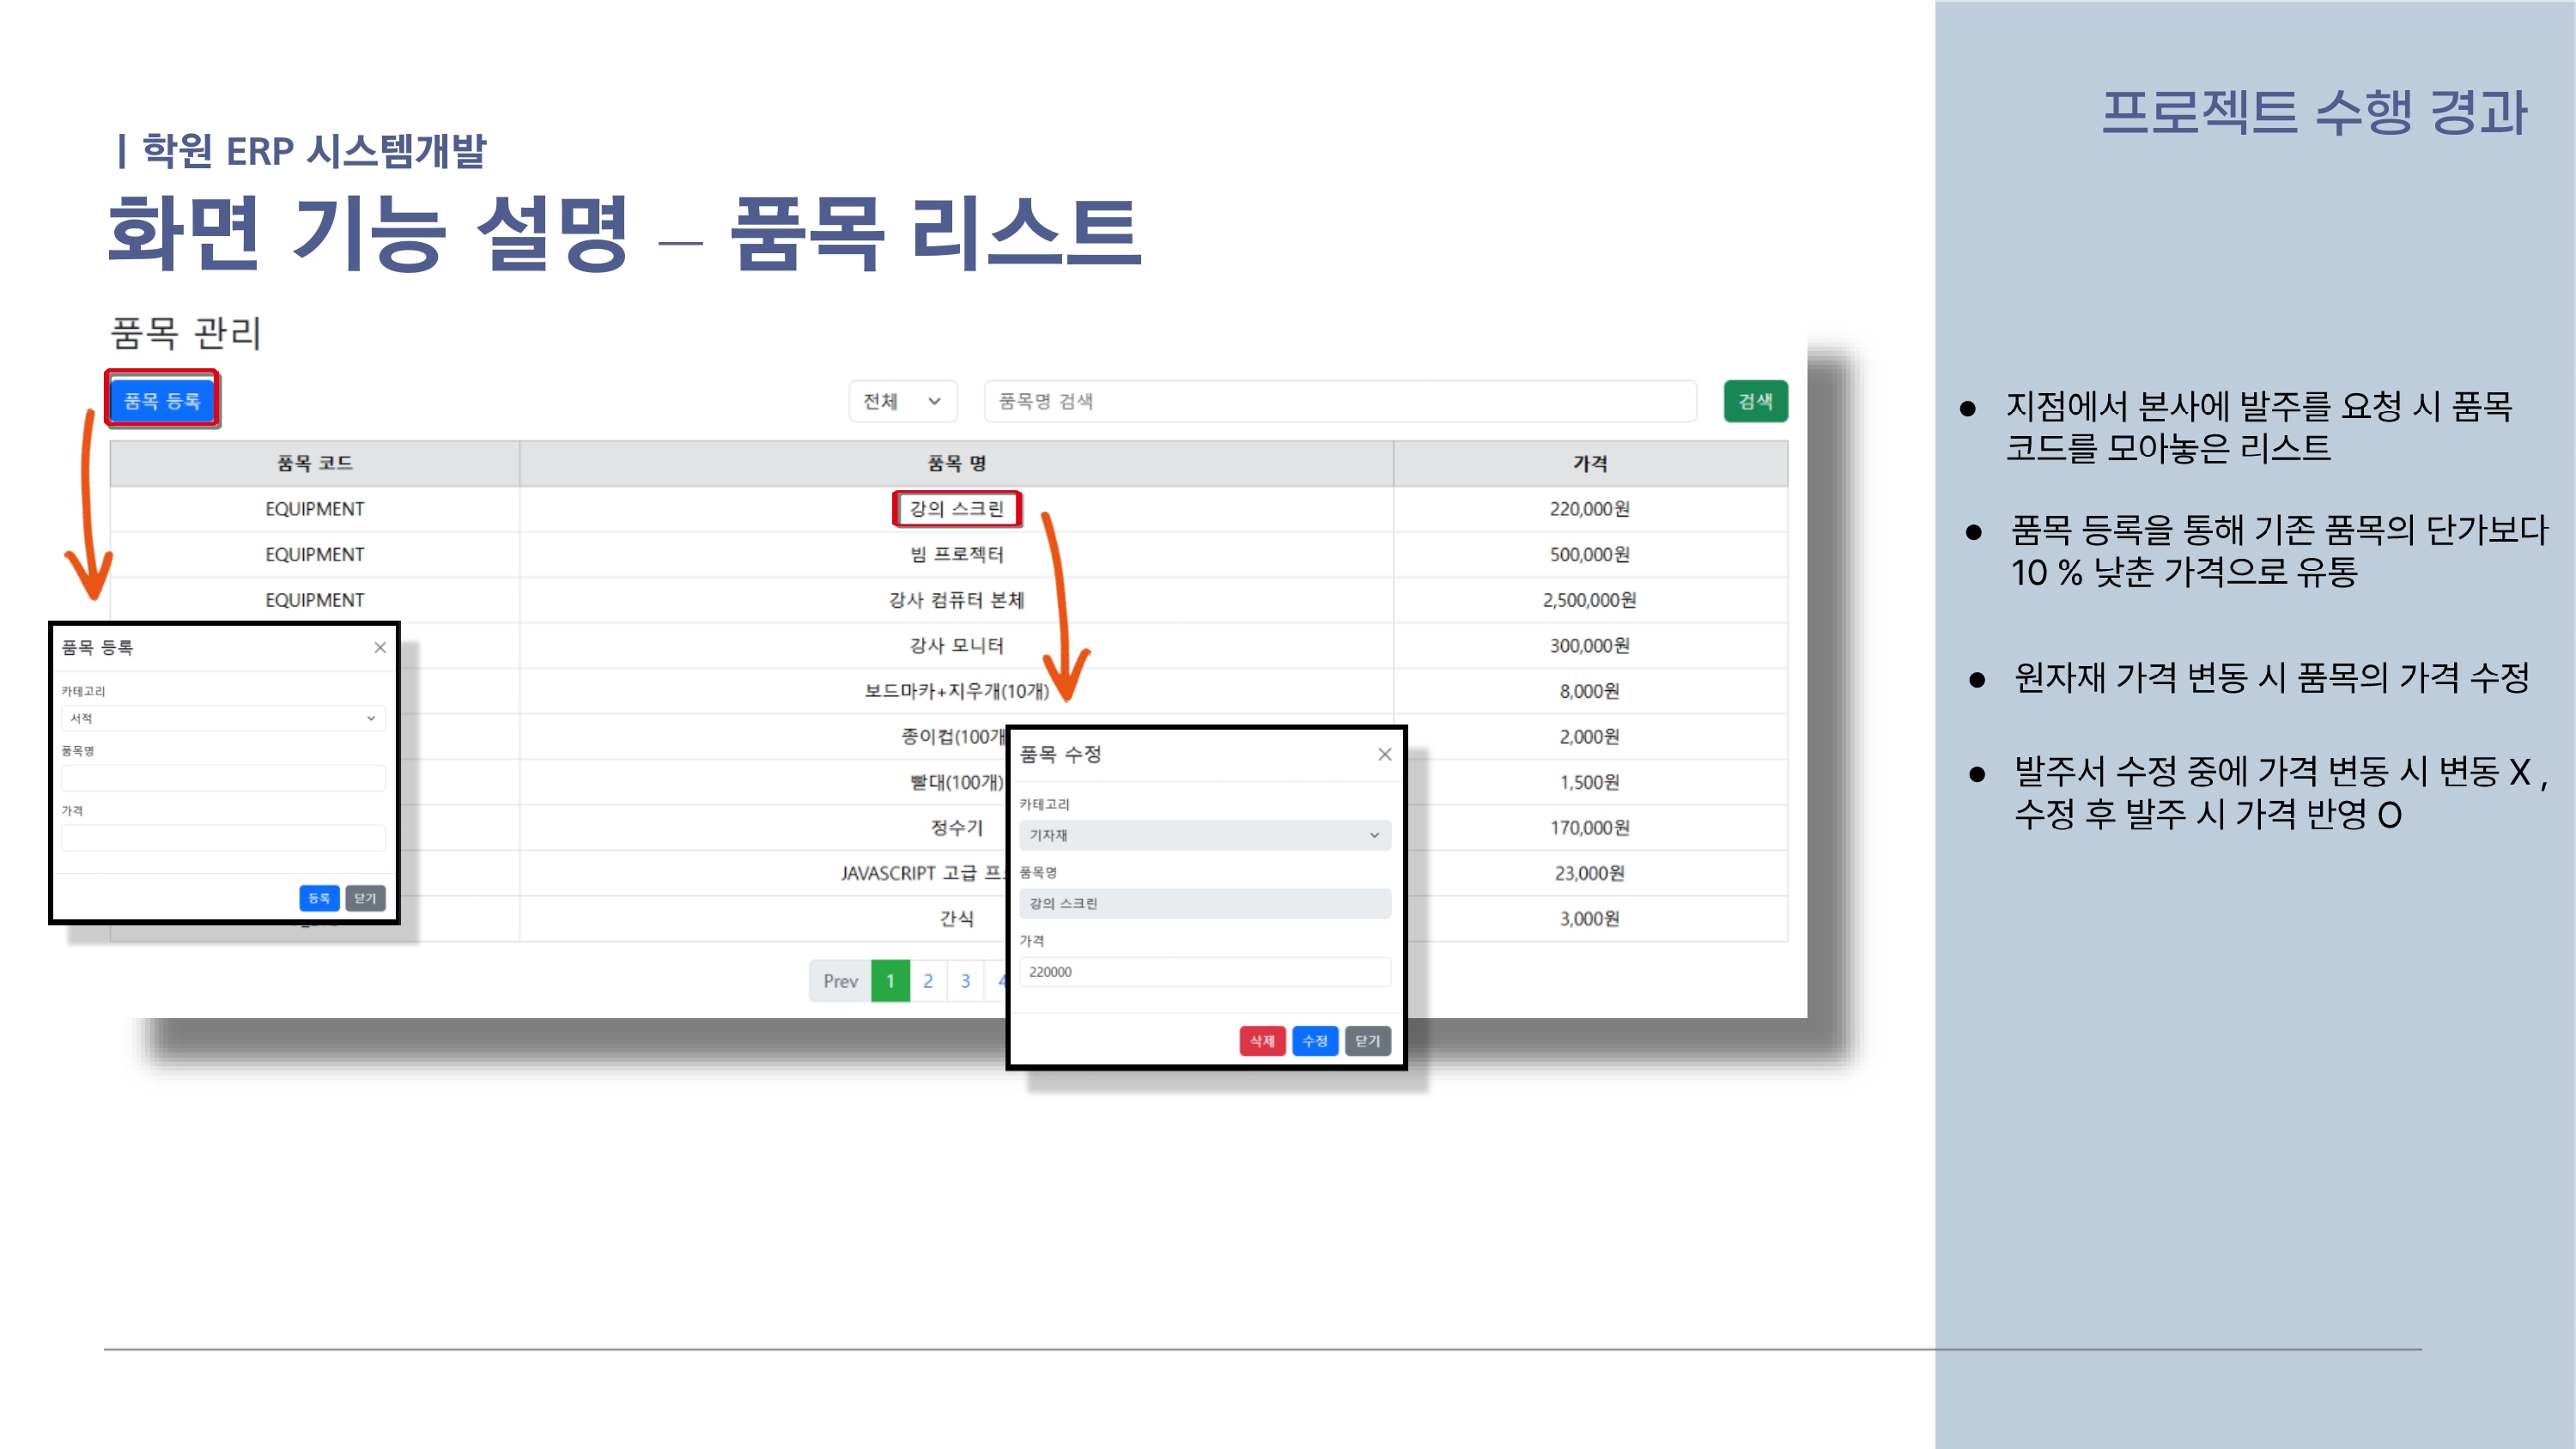 | 학원 ERP 시스템개발
화면 기능 설명 – 품목 리스트
프로젝트 수행 경과
품목 관리
품목 등록
전체
품목명 검색
검색
품목 코드 품목 명 가격
EQUIPMENT 강의 스크린 220,000원
EQUIPMENT 빔 프로젝터 500,000원
EQUIPMENT 강사 컴퓨터 본체 2,500,000원
강사 모니터 300,000원
보드마카+지우개(10개) 8,000원
종이컵(100개 2,000원
빨대(100개) 1,500원
정수기 170,000원
JAVASCRIPT 고급 23,000원
간식 3,000원
Prev 1 2 3 4
품목 등록
카테고리
서적
품목명
가격
등록 닫기
품목 수정
카테고리
기자재
품목명
강의 스크린
가격
220000
삭제 수정 닫기
● 지점에서 본사에 발주를 요청 시 품목
코드를 모아놓은 리스트
● 품목 등록을 통해 기존 품목의 단가보다
10 % 낮춘 가격으로 유통
● 원자재 가격 변동 시 품목의 가격 수정
● 발주서 수정 중에 가격 변동 시 변동 X ,
수정 후 발주 시 가격 반영 O